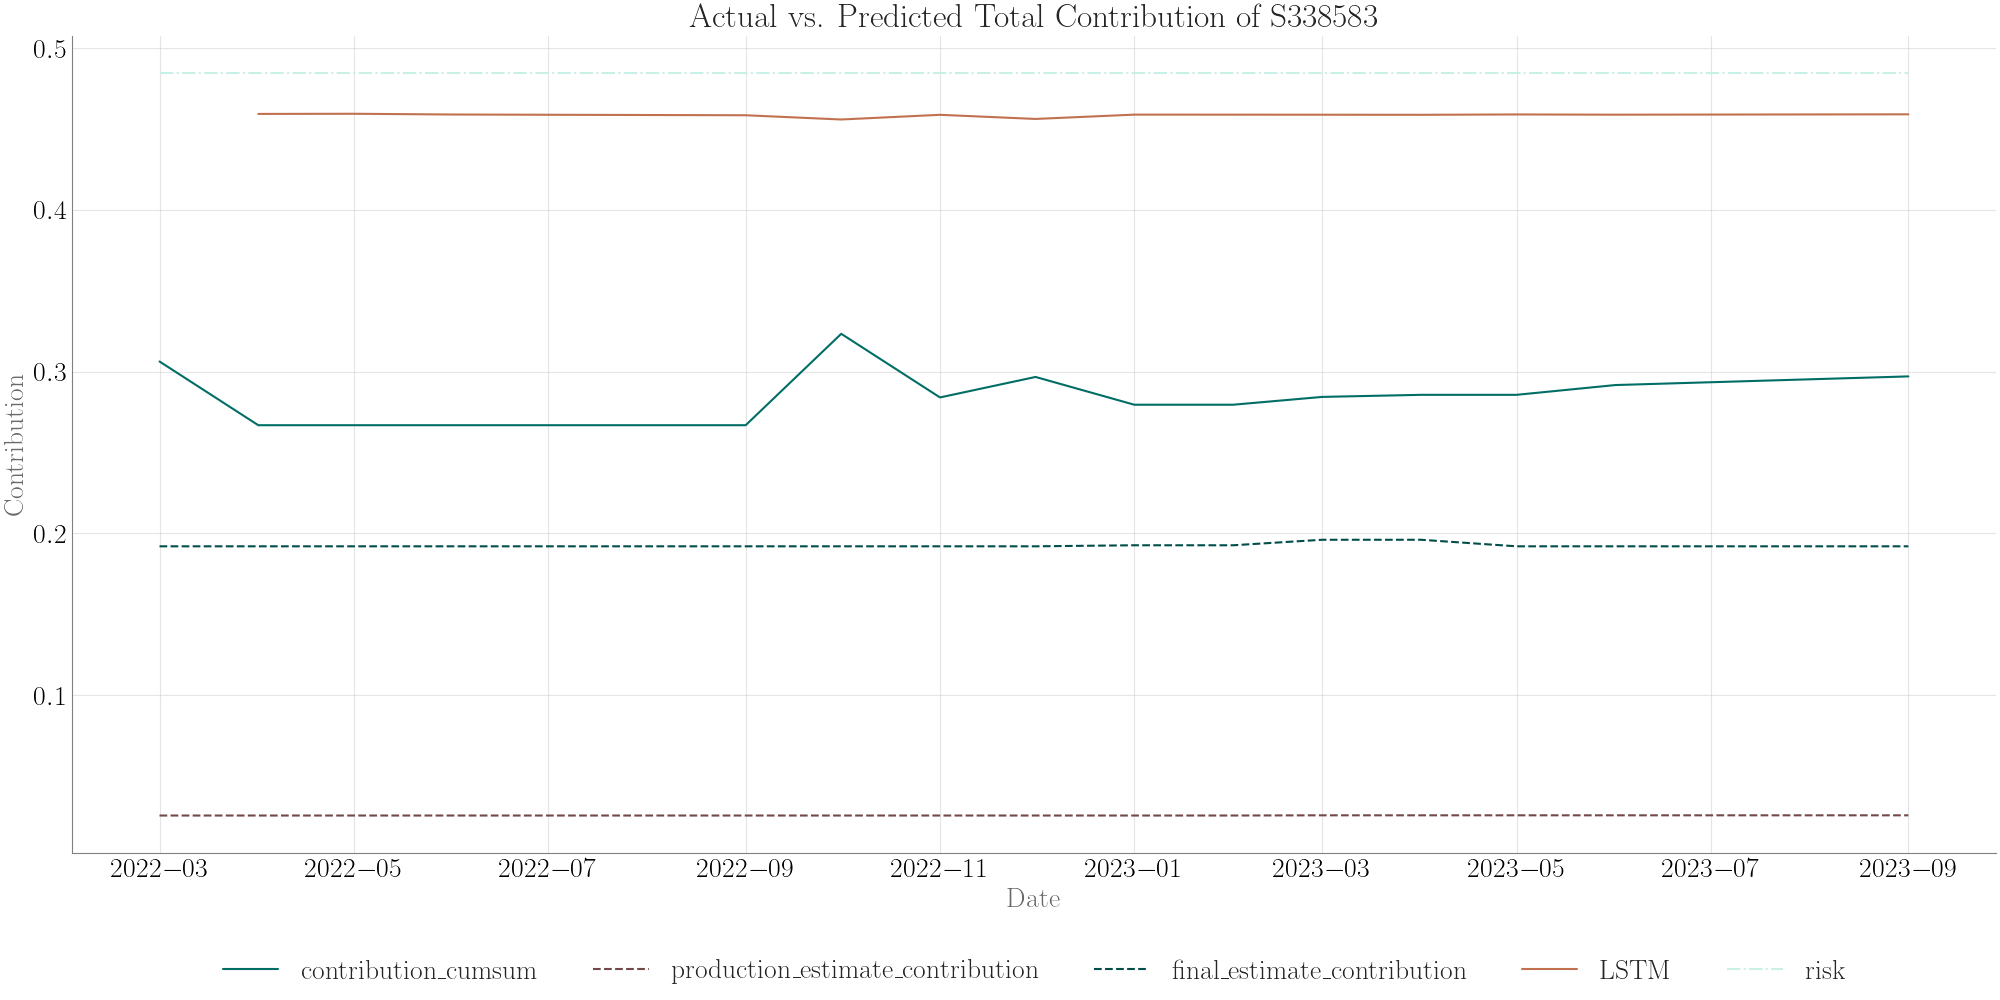 Actual vs. Predicted Total Contribution of S338583
0.5
0.4
0.3
0.2
0.1
Contribution
2022–03 2022–05 2022–07 2022–09 2022–11 2023–01 2023–03 2023–05 2023–07 2023–09
Date
contribution_cumsum production_estimate_contribution final_estimate_contribution LSTM risk